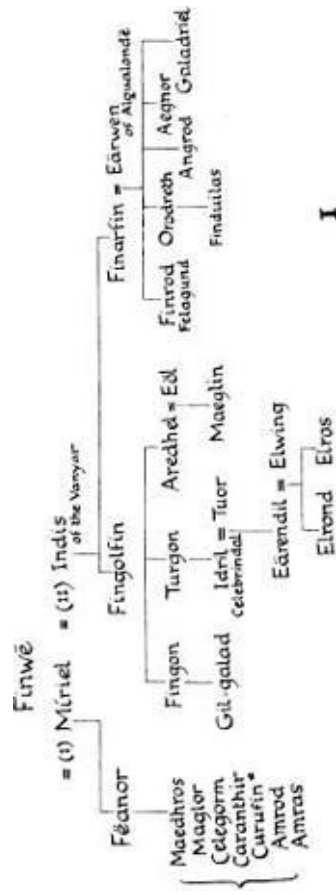 Finwë
= (1) Míriel = (11) Indis
of the Vanyar
Fëanor Fingolfin Finarfin = Eärwen
of Alqualondë
Maedhros
Maglor
Celegorm
Caranthir
Curufin*
Amrod
Amras
Fingon Turgon Aredhel = Eöl
Gil-galad Idril = Tuor Maeglin
Celebrindal
Eärendil = Elwing
Elrond Elros
Finrod Orodreth Aegnor
Felagund Angrod Galadriel
Finduilas
I